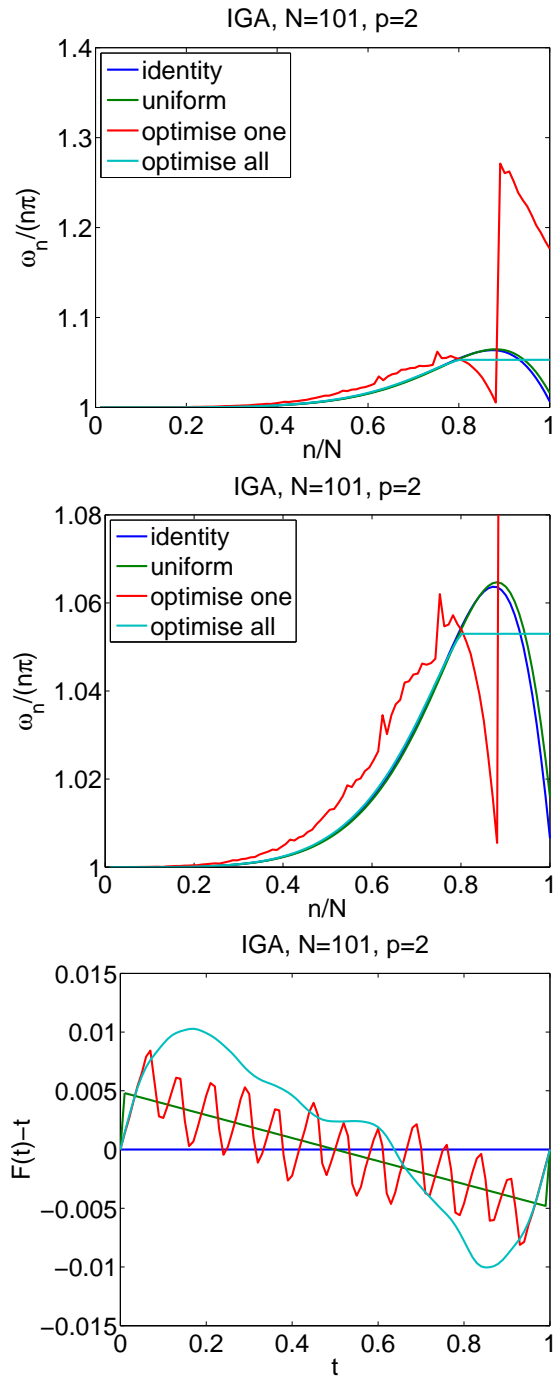 IGA, N=101, p=2
1.4
1.3
1.2
1.1
1
ω_n/(nπ)
identity
uniform
optimise one
optimise all
0
0.2
0.4
0.6
0.8
1
n/N
IGA, N=101, p=2
1.08
1.06
1.04
1.02
1
ω_n/(nπ)
identity
uniform
optimise one
optimise all
0
0.2
0.4
0.6
0.8
1
n/N
IGA, N=101, p=2
0.015
0.01
0.005
0
−0.005
−0.01
−0.015
F(t)−t
0
0.2
0.4
0.6
0.8
1
t